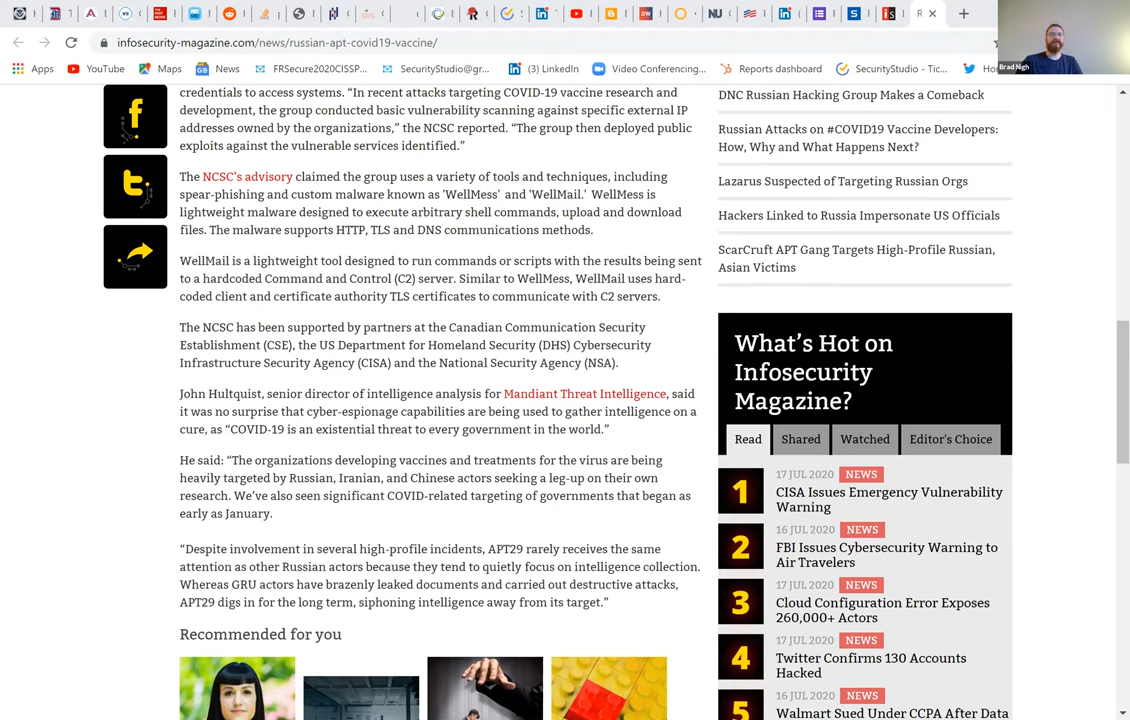 infosecurity-magazine.com/news/russian-apt-covid19-vaccine/
Brad Nigh
Apps YouTube Maps News FRSecure2020CISSP... SecurityStudio@gr... (3) LinkedIn Video Conferencing... Reports dashboard SecurityStudio - Tic...
credentials to access systems. “In recent attacks targeting COVID-19 vaccine research and
development, the group conducted basic vulnerability scanning against specific external IP
addresses owned by the organizations,” the NCSC reported. “The group then deployed public
exploits against the vulnerable services identified.”
The NCSC’s advisory claimed the group uses a variety of tools and techniques, including
spear-phishing and custom malware known as 'WellMess' and 'WellMail.' WellMess is
lightweight malware designed to execute arbitrary shell commands, upload and download
files. The malware supports HTTP, TLS and DNS communications methods.
WellMail is a lightweight tool designed to run commands or scripts with the results being sent
to a hardcoded Command and Control (C2) server. Similar to WellMess, WellMail uses hard-
coded client and certificate authority TLS certificates to communicate with C2 servers.
The NCSC has been supported by partners at the Canadian Communication Security
Establishment (CSE), the US Department for Homeland Security (DHS) Cybersecurity
Infrastructure Security Agency (CISA) and the National Security Agency (NSA).
John Hultquist, senior director of intelligence analysis for Mandiant Threat Intelligence, said
it was no surprise that cyber-espionage capabilities are being used to gather intelligence on a
cure, as “COVID-19 is an existential threat to every government in the world.”
He said: “The organizations developing vaccines and treatments for the virus are being
heavily targeted by Russian, Iranian, and Chinese actors seeking a leg-up on their own
research. We’ve also seen significant COVID-related targeting of governments that began as
early as January.
“Despite involvement in several high-profile incidents, APT29 rarely receives the same
attention as other Russian actors because they tend to quietly focus on intelligence collection.
Whereas GRU actors have brazenly leaked documents and carried out destructive attacks,
APT29 digs in for the long term, siphoning intelligence away from its target.”
Recommended for you
DNC Russian Hacking Group Makes a Comeback
Russian Attacks on #COVID19 Vaccine Developers:
How, Why and What Happens Next?
Lazarus Suspected of Targeting Russian Orgs
Hackers Linked to Russia Impersonate US Officials
ScarCruft APT Gang Targets High-Profile Russian,
Asian Victims
What’s Hot on
Infosecurity
Magazine?
Read Shared Watched Editor's Choice
1
17 JUL 2020 NEWS
CISA Issues Emergency Vulnerability
Warning
2
16 JUL 2020 NEWS
FBI Issues Cybersecurity Warning to
Air Travelers
3
17 JUL 2020 NEWS
Cloud Configuration Error Exposes
260,000+ Actors
4
17 JUL 2020 NEWS
Twitter Confirms 130 Accounts
Hacked
5
16 JUL 2020 NEWS
Walmart Sued Under CCPA After Data